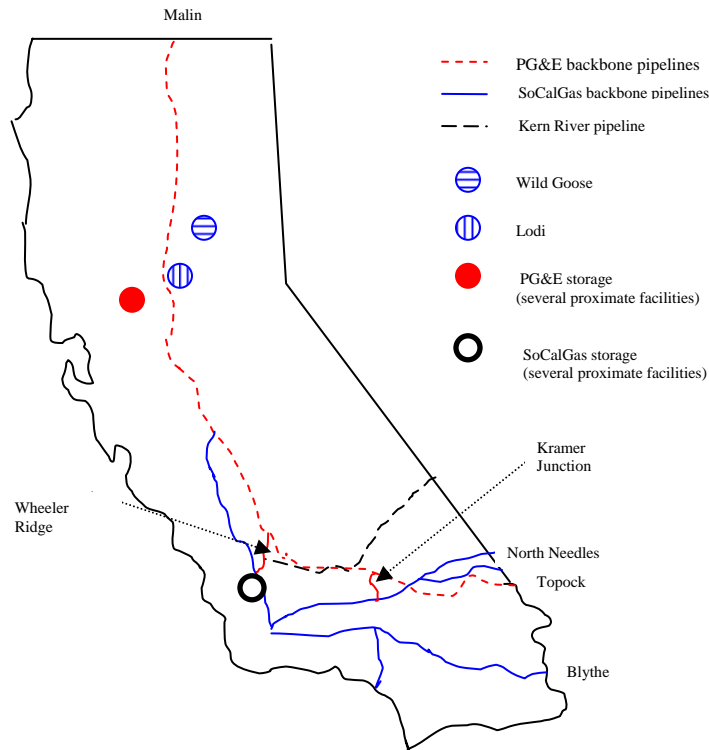 Malin
PG&E backbone pipelines
SoCalGas backbone pipelines
Kern River pipeline
Wild Goose
Lodi
PG&E storage
(several proximate facilities)
SoCalGas storage
(several proximate facilities)
Kramer
Junction
Wheeler
Ridge
North Needles
Topock
Blythe